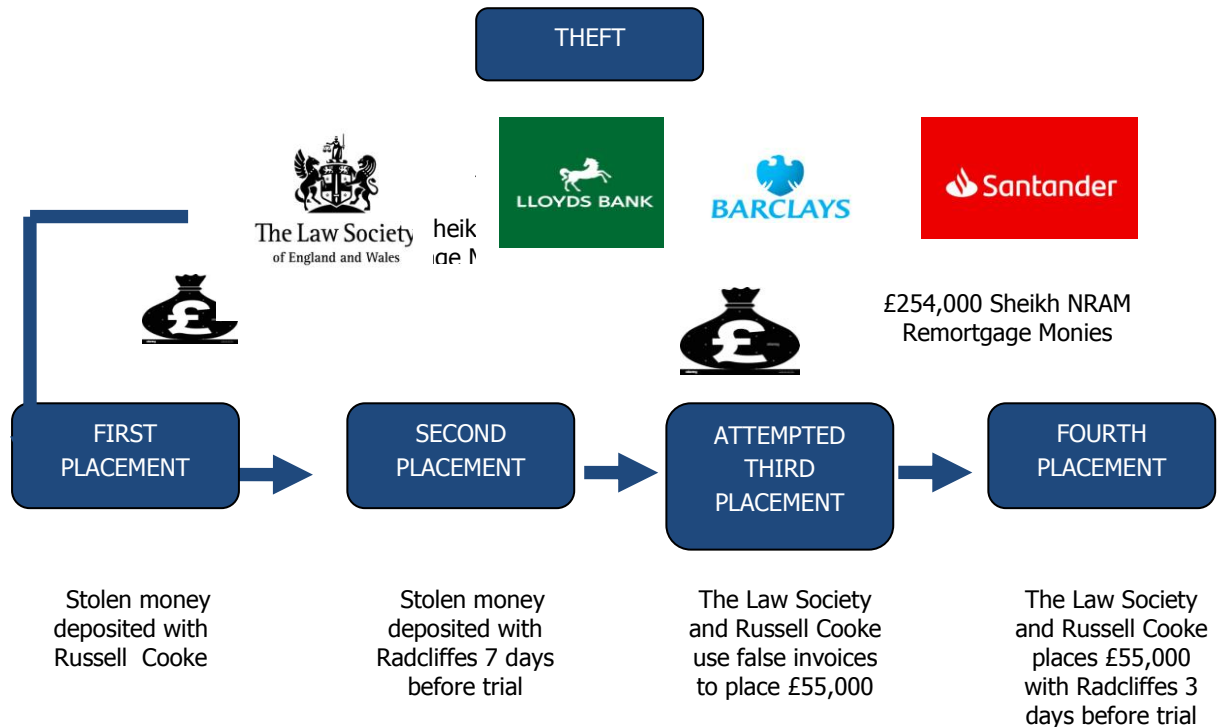 THEFT
The Law Society
of England and Wales
heik
LLOYDS BANK
BARCLAYS
Santander
£
£
£254,000 Sheikh NRAM
Remortgage Monies
FIRST
PLACEMENT
SECOND
PLACEMENT
ATTEMPTED
THIRD
PLACEMENT
FOURTH
PLACEMENT
Stolen money
deposited with
Russell Cooke
Stolen money
deposited with
Radcliffes 7 days
before trial
The Law Society
and Russell Cooke
use false invoices
to place £55,000
The Law Society
and Russell Cooke
places £55,000
with Radcliffes 3
days before trial